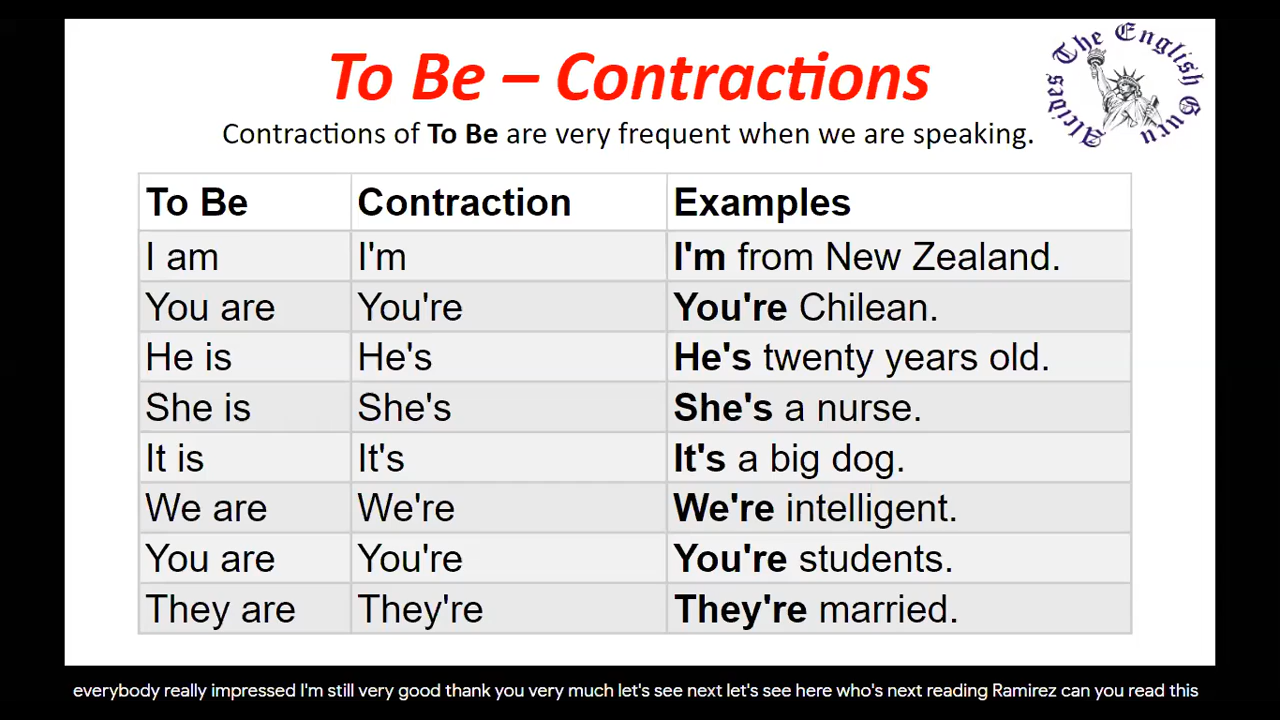 To Be – Contractions
Alcides The English Guru
Contractions of To Be are very frequent when we are speaking.
To Be Contraction Examples
I am I'm I'm from New Zealand.
You are You're You're Chilean.
He is He's He's twenty years old.
She is She's She's a nurse.
It is It's It's a big dog.
We are We're We're intelligent.
You are You're You're students.
They are They're They're married.
everybody really impressed I'm still very good thank you very much let's see next let's see here who's next reading Ramirez can you read this